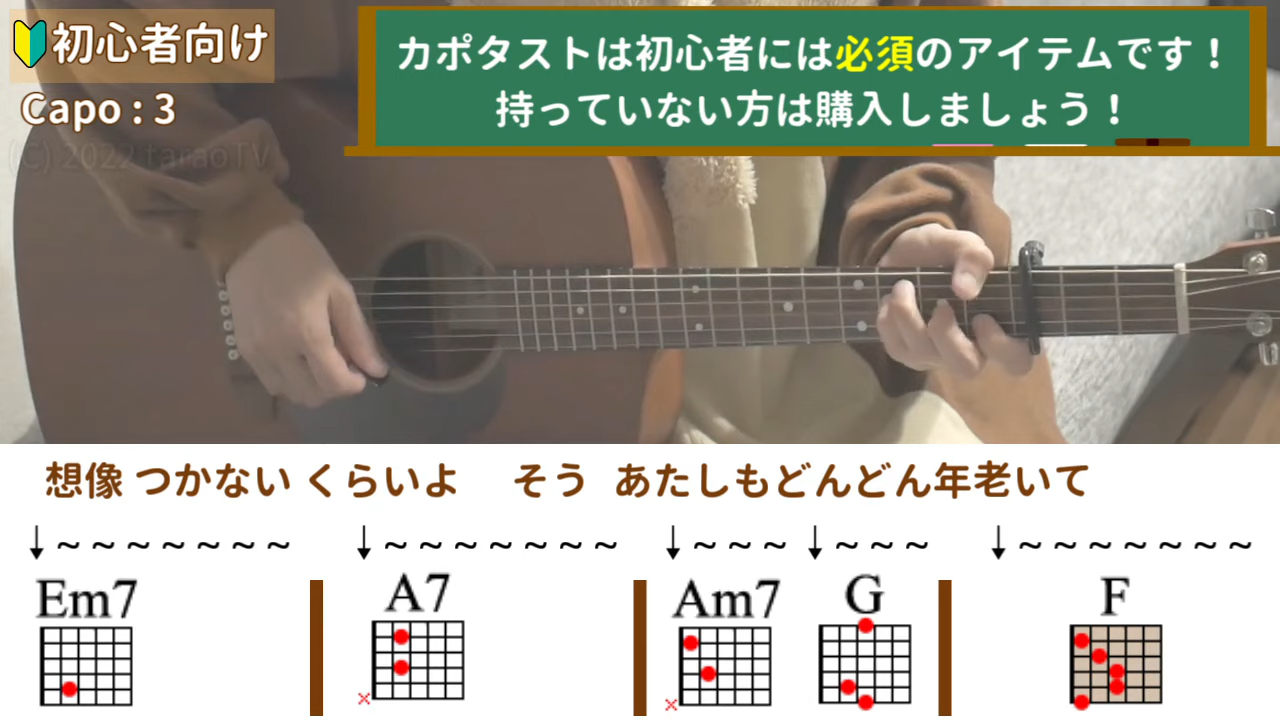 初心者向け
カポタストは初心者には必須のアイテムです！
持っていない方は購入しましょう！
Capo : 3
(C) 2022 tamoTV
想像 つかない くらいよ そう あたしもどんどん年老いて
↓～～～～～～～ ↓～～～～～～～ ↓～～～ ↓～～～ ↓～～～～～～～
Em7 A7 Am7 G F
× ×